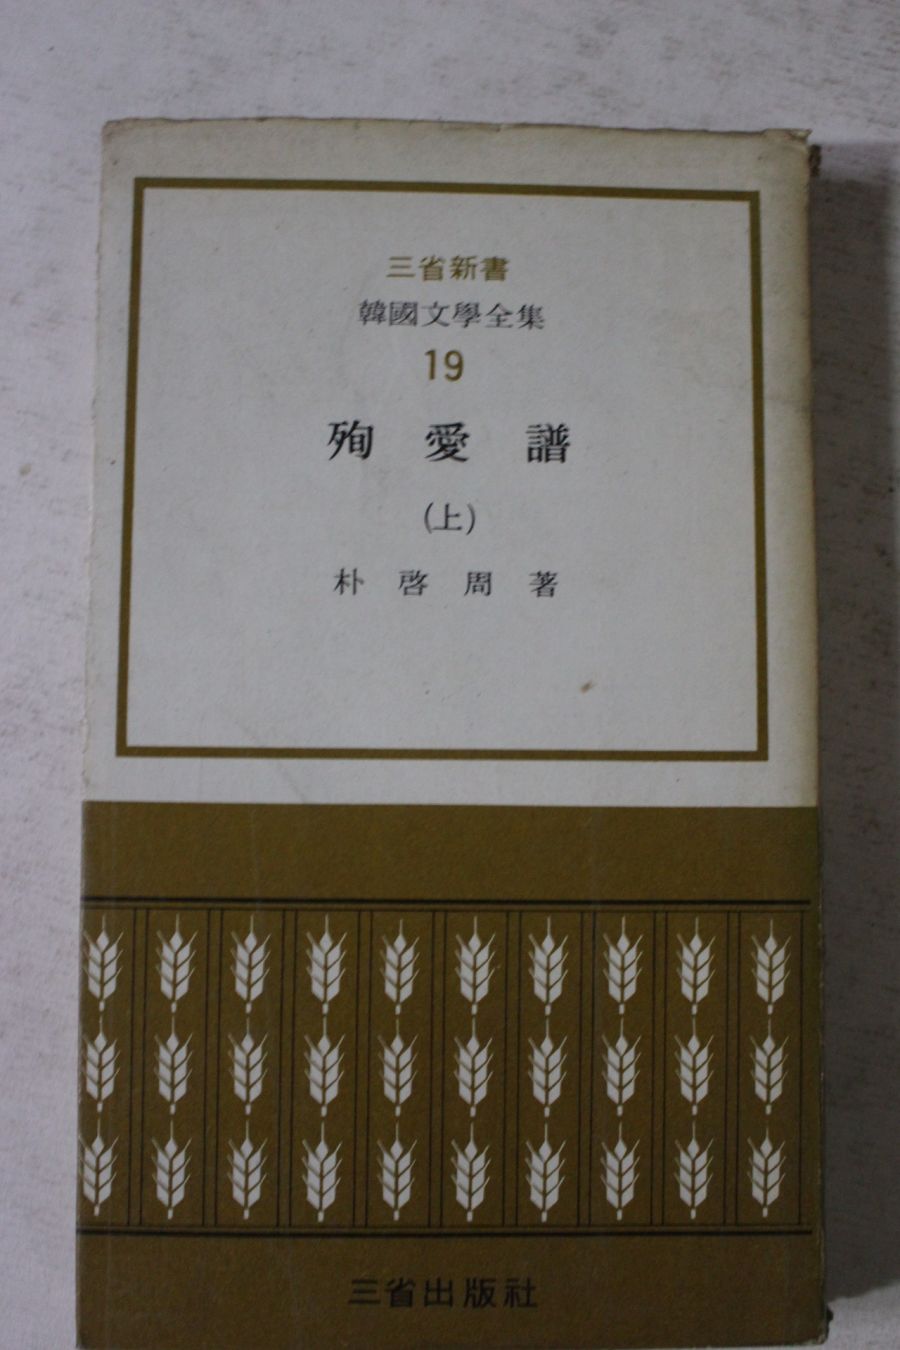 三省新書
韓國文學全集
19
殉愛譜
(上)
朴啓周著
三省出版社